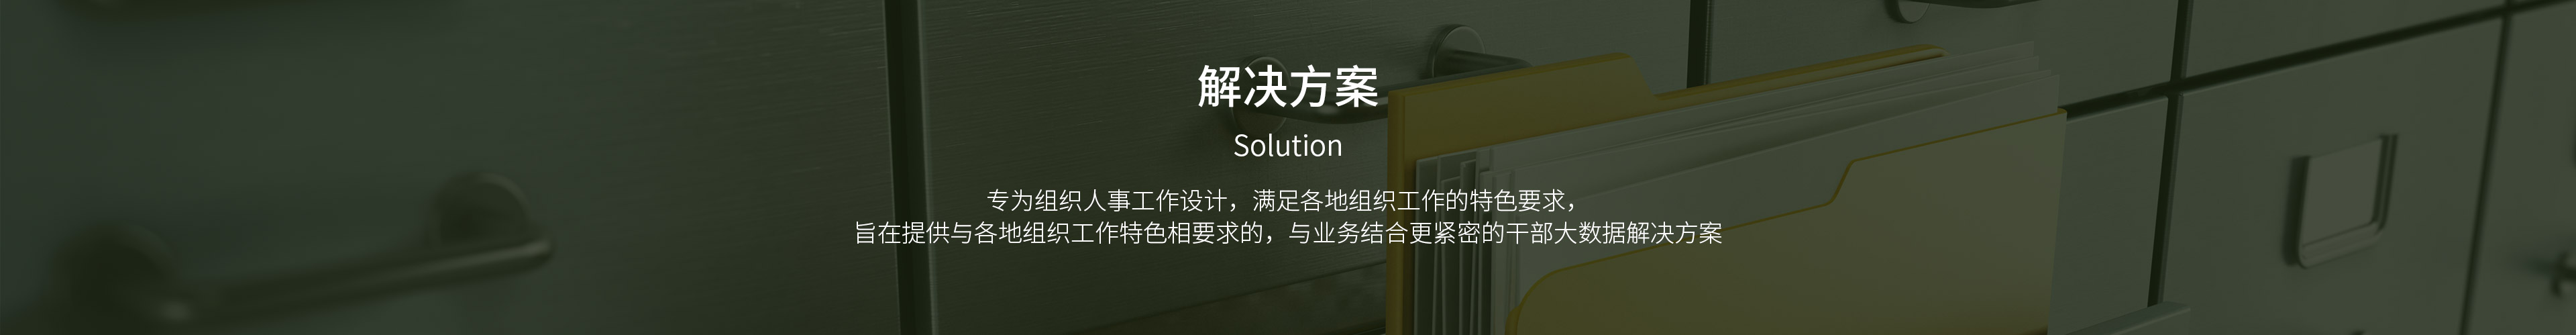 解决方案
Solution
专为组织人事工作设计，满足各地组织工作的特色要求，
旨在提供与各地组织工作特色相要求的，与业务结合更紧密的干部大数据解决方案